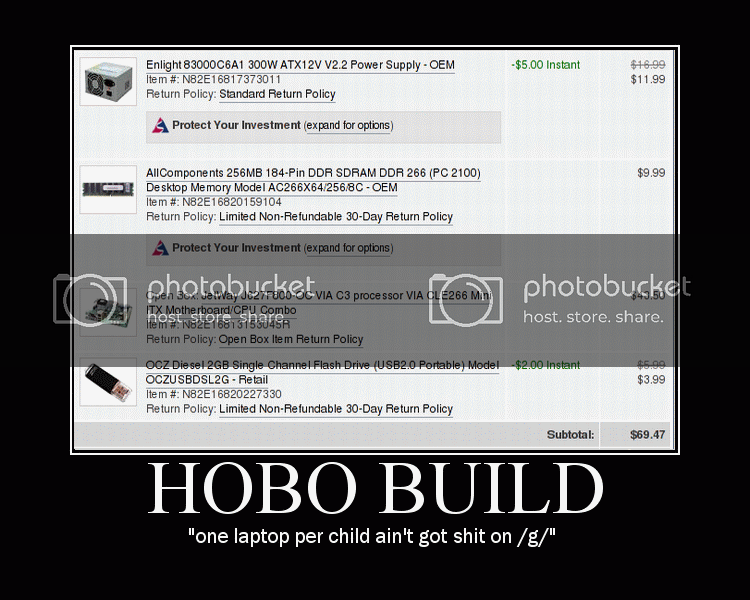 Enlight 83000C6A1 300W ATX12V V2.2 Power Supply - OEM -$5.00 Instant $16.99
Item #: N82E16817373011 $11.99
Return Policy: Standard Return Policy
Protect Your Investment (expand for options)
AllComponents 256MB 184-Pin DDR SDRAM DDR 266 (PC 2100) $9.99
Desktop Memory Model AC266X64/256/8C - OEM
Item #: N82E16820159104
Return Policy: Limited Non-Refundable 30-Day Return Policy
Protect Your Investment (expand for options)
photobucket photobucket
Open Box: JetWay J627F800-OC VIA C3 processor VIA CLE266 Mini
ITX Motherboard/CPU Combo
host. store. share. host. store. share.
Item #: N82E16813153045R
Return Policy: Open Box Item Return Policy
OCZ Diesel 2GB Single Channel Flash Drive (USB2.0 Portable) Model -$2.00 Instant $5.99
OCZUSBDSL2G - Retail $3.99
Item #: N82E16820227330
Return Policy: Limited Non-Refundable 30-Day Return Policy
Subtotal: $69.47
HOBO BUILD
"one laptop per child ain't got shit on /g/"